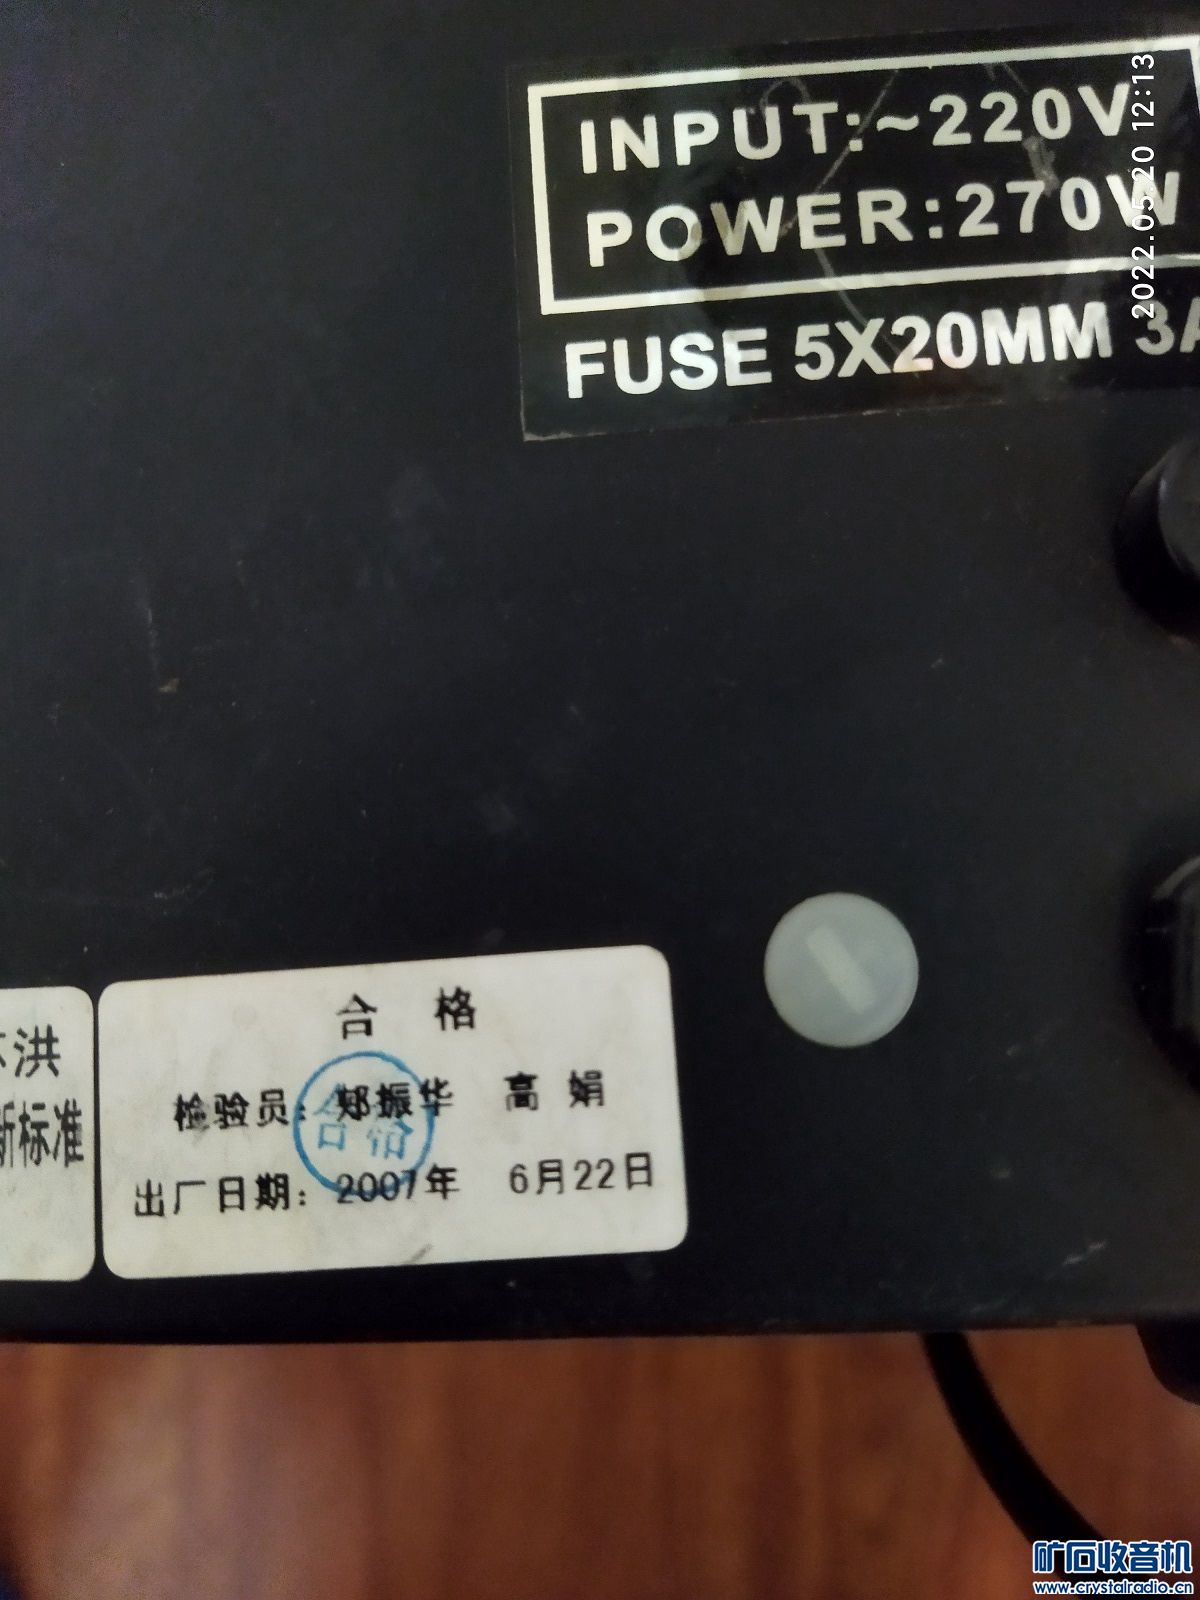 INPUT:~220V
POWER:270W
FUSE 5X20MM 3A
2022.05.20 12:13
洪
新标准
合格
检验员：郑振华 高娟
出厂日期：2007年 6月22日
合格
矿石收音机
www.crystalradio.cn